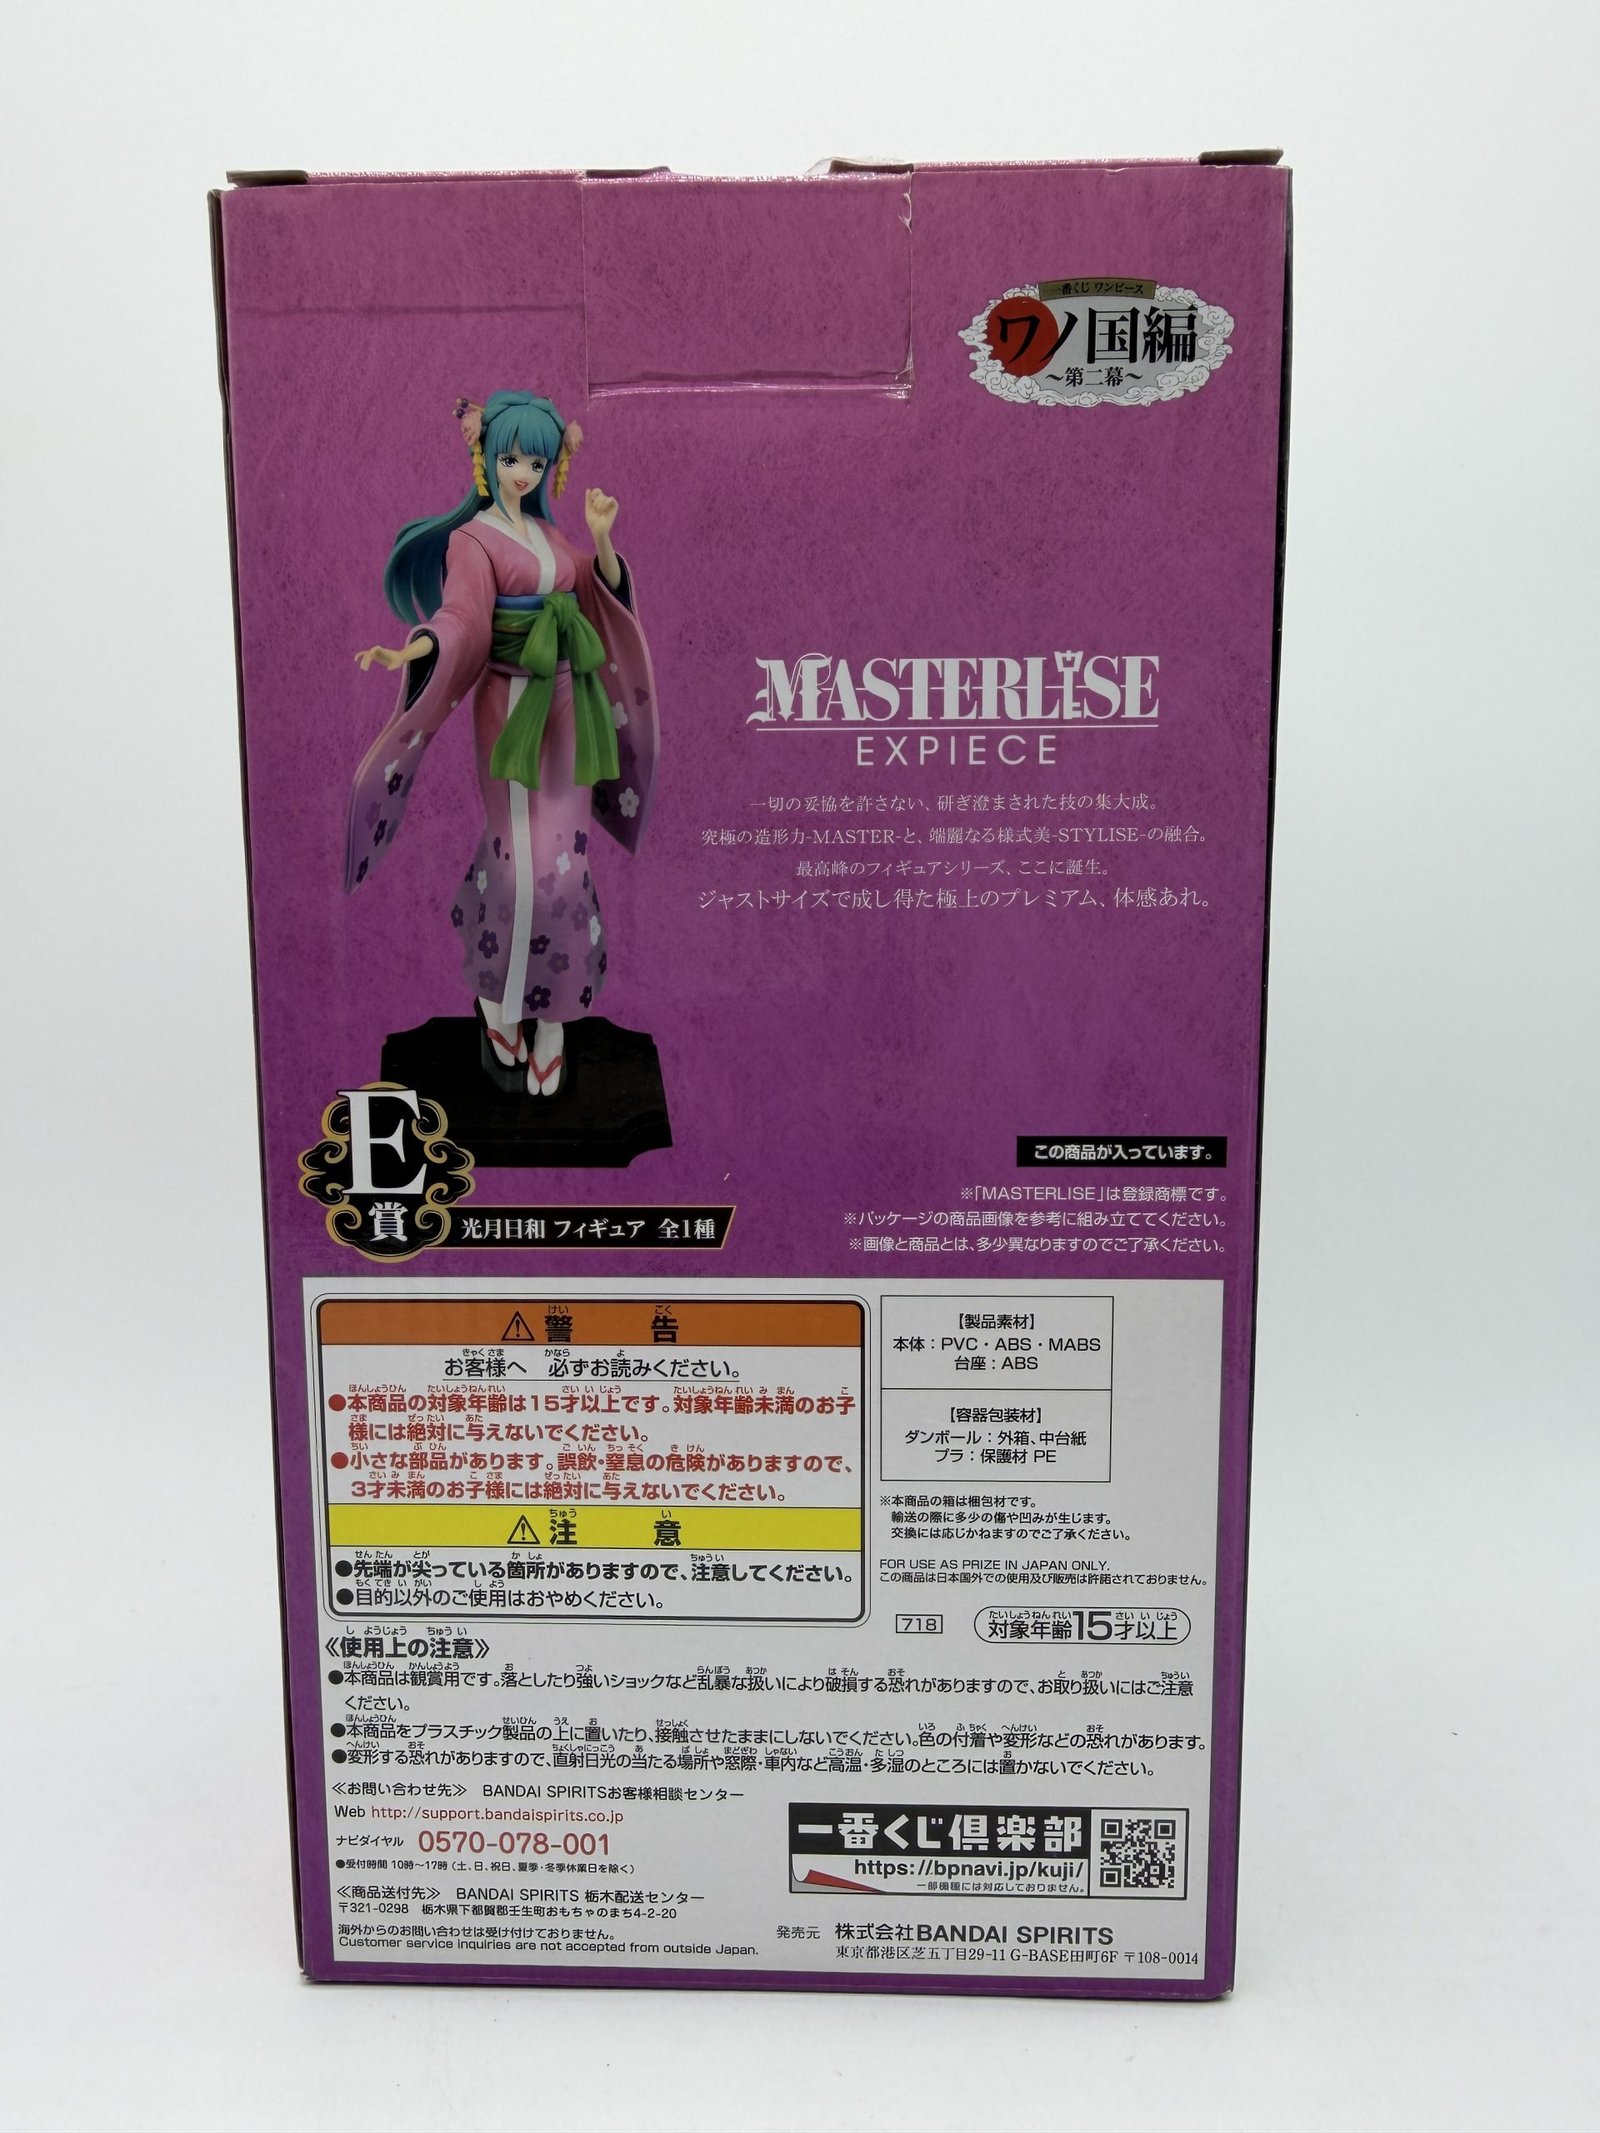 一番くじ ワンピース
ワノ国編
～第二幕～
MASTERLISE
EXPIECE
一切の妥協を許さない、研ぎ澄まされた技の集大成。
究極の造形力-MASTER-と、端麗なる様式美-STYLISE-の融合。
最高峰のフィギュアシリーズ、ここに誕生。
ジャストサイズで成し得た極上のプレミアム、体感あれ。
E賞
光月日和 フィギュア 全1種
この商品が入っています。
※「MASTERLISE」は登録商標です。
※パッケージの商品画像を参考に組み立ててください。
※画像と商品とは、多少異なりますのでご了承ください。
⚠警告
お客様へ 必ずお読みください。
●本商品の対象年齢は15才以上です。対象年齢未満のお子
様には絶対に与えないでください。
●小さな部品があります。誤飲・窒息の危険がありますので、
3才未満のお子様には絶対に与えないでください。
⚠注意
●先端が尖っている箇所がありますので、注意してください。
●目的以外のご使用はおやめください。
【製品素材】
本体：PVC・ABS・MABS
台座：ABS
【容器包装材】
ダンボール：外箱、中台紙
プラ：保護材 PE
※本商品の箱は梱包材です。
輸送の際に多少の傷や凹みが生じます。
交換には応じかねますのでご了承ください。
FOR USE AS PRIZE IN JAPAN ONLY.
この商品は日本国外での使用及び販売は許諾されておりません。
718
対象年齢15才以上
《使用上の注意》
●本商品は観賞用です。落としたり強いショックなど乱暴な扱いにより破損する恐れがありますので、お取り扱いにはご注意
ください。
●本商品をプラスチック製品の上に置いたり、接触させたままにしないでください。色の付着や変形などの恐れがあります。
●変形する恐れがありますので、直射日光の当たる場所や窓際・車内など高温・多湿のところには置かないでください。
≪お問い合わせ先≫ BANDAI SPIRITSお客様相談センター
Web http://support.bandaispirits.co.jp
ナビダイヤル 0570-078-001
●受付時間 10時～17時（土、日、祝日、夏季・冬季休業日を除く）
≪商品送付先≫ BANDAI SPIRITS 栃木配送センター
〒321-0298 栃木県下都賀郡壬生町おもちゃのまち4-2-20
海外からのお問い合わせは受け付けておりません。
Customer service inquiries are not accepted from outside Japan.
一番くじ倶楽部
https://bpnavi.jp/kuji/
一部機種には対応しておりません。
発売元 株式会社BANDAI SPIRITS
東京都港区芝五丁目29-11 G-BASE田町6F 〒108-0014